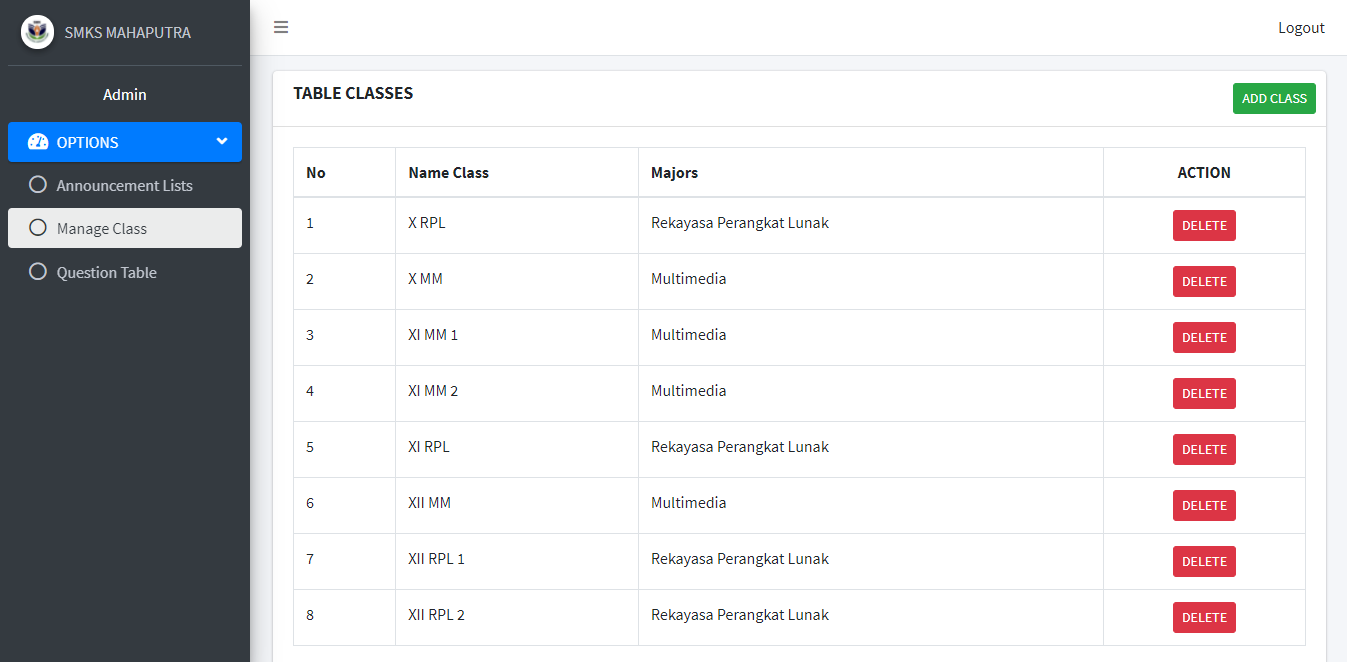 SMKS MAHAPUTRA
Logout
Admin
OPTIONS
Announcement Lists
Manage Class
Question Table
TABLE CLASSES
ADD CLASS
No Name Class Majors ACTION
1 X RPL Rekayasa Perangkat Lunak DELETE
2 X MM Multimedia DELETE
3 XI MM 1 Multimedia DELETE
4 XI MM 2 Multimedia DELETE
5 XI RPL Rekayasa Perangkat Lunak DELETE
6 XII MM Multimedia DELETE
7 XII RPL 1 Rekayasa Perangkat Lunak DELETE
8 XII RPL 2 Rekayasa Perangkat Lunak DELETE